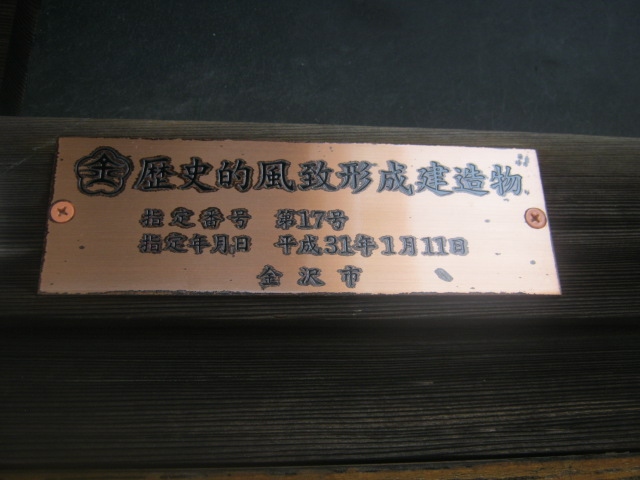 金 歴史的風致形成建造物
指定番号 第17号
指定年月日 平成31年1月11日
金沢市